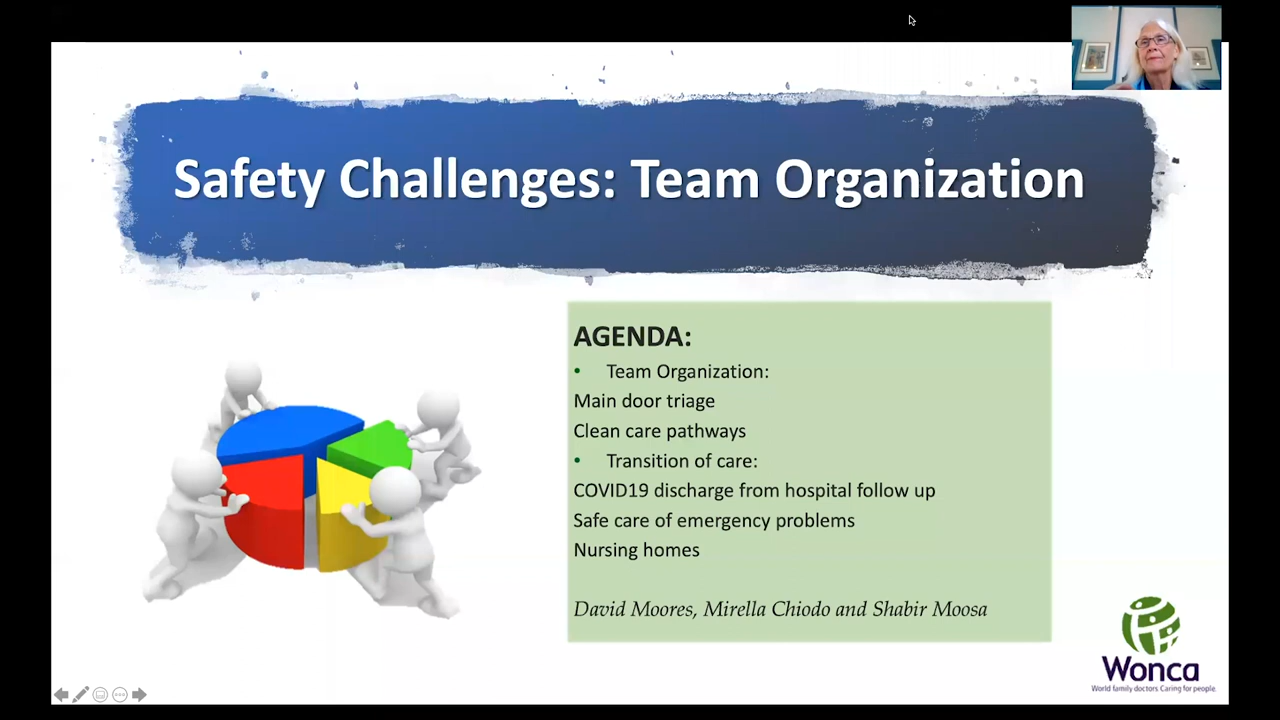 Safety Challenges: Team Organization
AGENDA:
• Team Organization:
Main door triage
Clean care pathways
• Transition of care:
COVID19 discharge from hospital follow up
Safe care of emergency problems
Nursing homes
David Moores, Mirella Chiodo and Shabir Moosa
Wonca
World family doctors Caring for people.